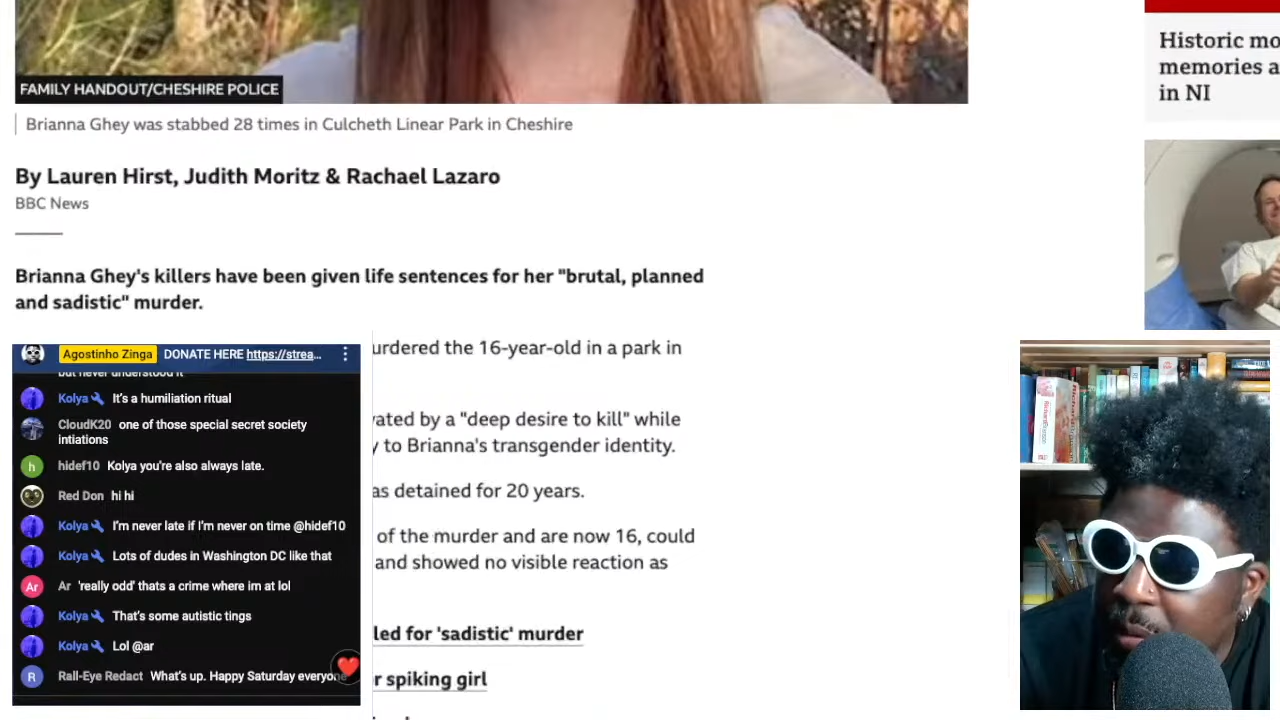 FAMILY HANDOUT/CHESHIRE POLICE
Brianna Ghey was stabbed 28 times in Culcheth Linear Park in Cheshire
By Lauren Hirst, Judith Moritz & Rachael Lazaro
BBC News
Brianna Ghey's killers have been given life sentences for her "brutal, planned
and sadistic" murder.
urdered the 16-year-old in a park in
ated by a "deep desire to kill" while
y to Brianna's transgender identity.
as detained for 20 years.
of the murder and are now 16, could
and showed no visible reaction as
led for 'sadistic' murder
r spiking girl
Agostinho Zinga DONATE HERE https://strea...
but never understood it
Kolya It's a humiliation ritual
CloudK20 one of those special secret society
intiations
h hidef10 Kolya you're also always late.
Red Don hi hi
Kolya I'm never late if I'm never on time @hidef10
Kolya Lots of dudes in Washington DC like that
Ar Ar 'really odd' thats a crime where im at lol
Kolya That's some autistic tings
Kolya Lol @ar
R Rall-Eye Redact What's up. Happy Saturday everyone
Historic mo
memories a
in NI